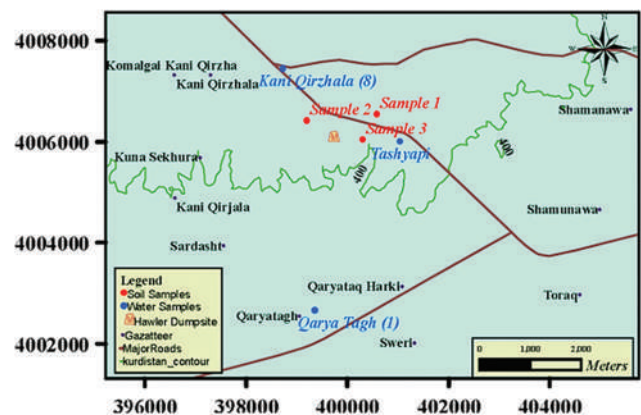 4008000
4006000
4004000
4002000
396000 398000 400000 402000 404000
N
W E
S
Komalgai Kani Qirzha
Kani Qirzhala
Kani Qirzhala (8)
Sample 2
Sample 1
Sample 3
Tashyapi
Shamanawa
400
400
Kuna Sekhura
Kani Qirjala
Shamunawa
Sardasht
Qaryataq Harki
Toraq
Qaryatagh
Qarya Tagh (1)
Sweri
Legend
Soil Samples
Water Samples
Hawler Dumpsite
Gazatteer
MajorRoads
kurdistan_contour
0 1,000 2,000
Meters